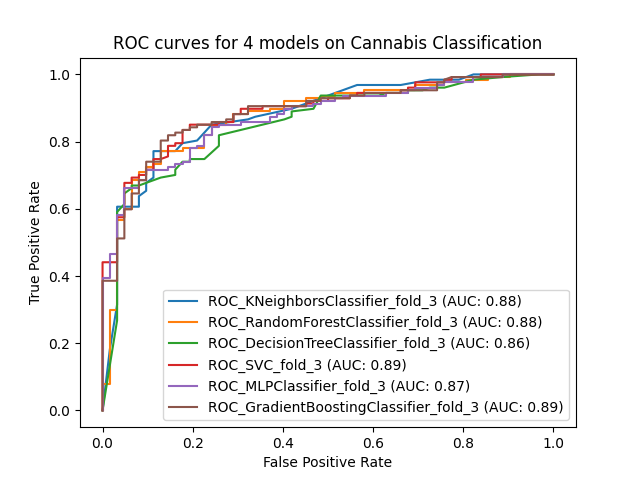 ROC curves for 4 models on Cannabis Classification
1.0
0.8
0.6
0.4
0.2
0.0
True Positive Rate
ROC_KNeighborsClassifier_fold_3 (AUC: 0.88)
ROC_RandomForestClassifier_fold_3 (AUC: 0.88)
ROC_DecisionTreeClassifier_fold_3 (AUC: 0.86)
ROC_SVC_fold_3 (AUC: 0.89)
ROC_MLPClassifier_fold_3 (AUC: 0.87)
ROC_GradientBoostingClassifier_fold_3 (AUC: 0.89)
0.0 0.2 0.4 0.6 0.8 1.0
False Positive Rate